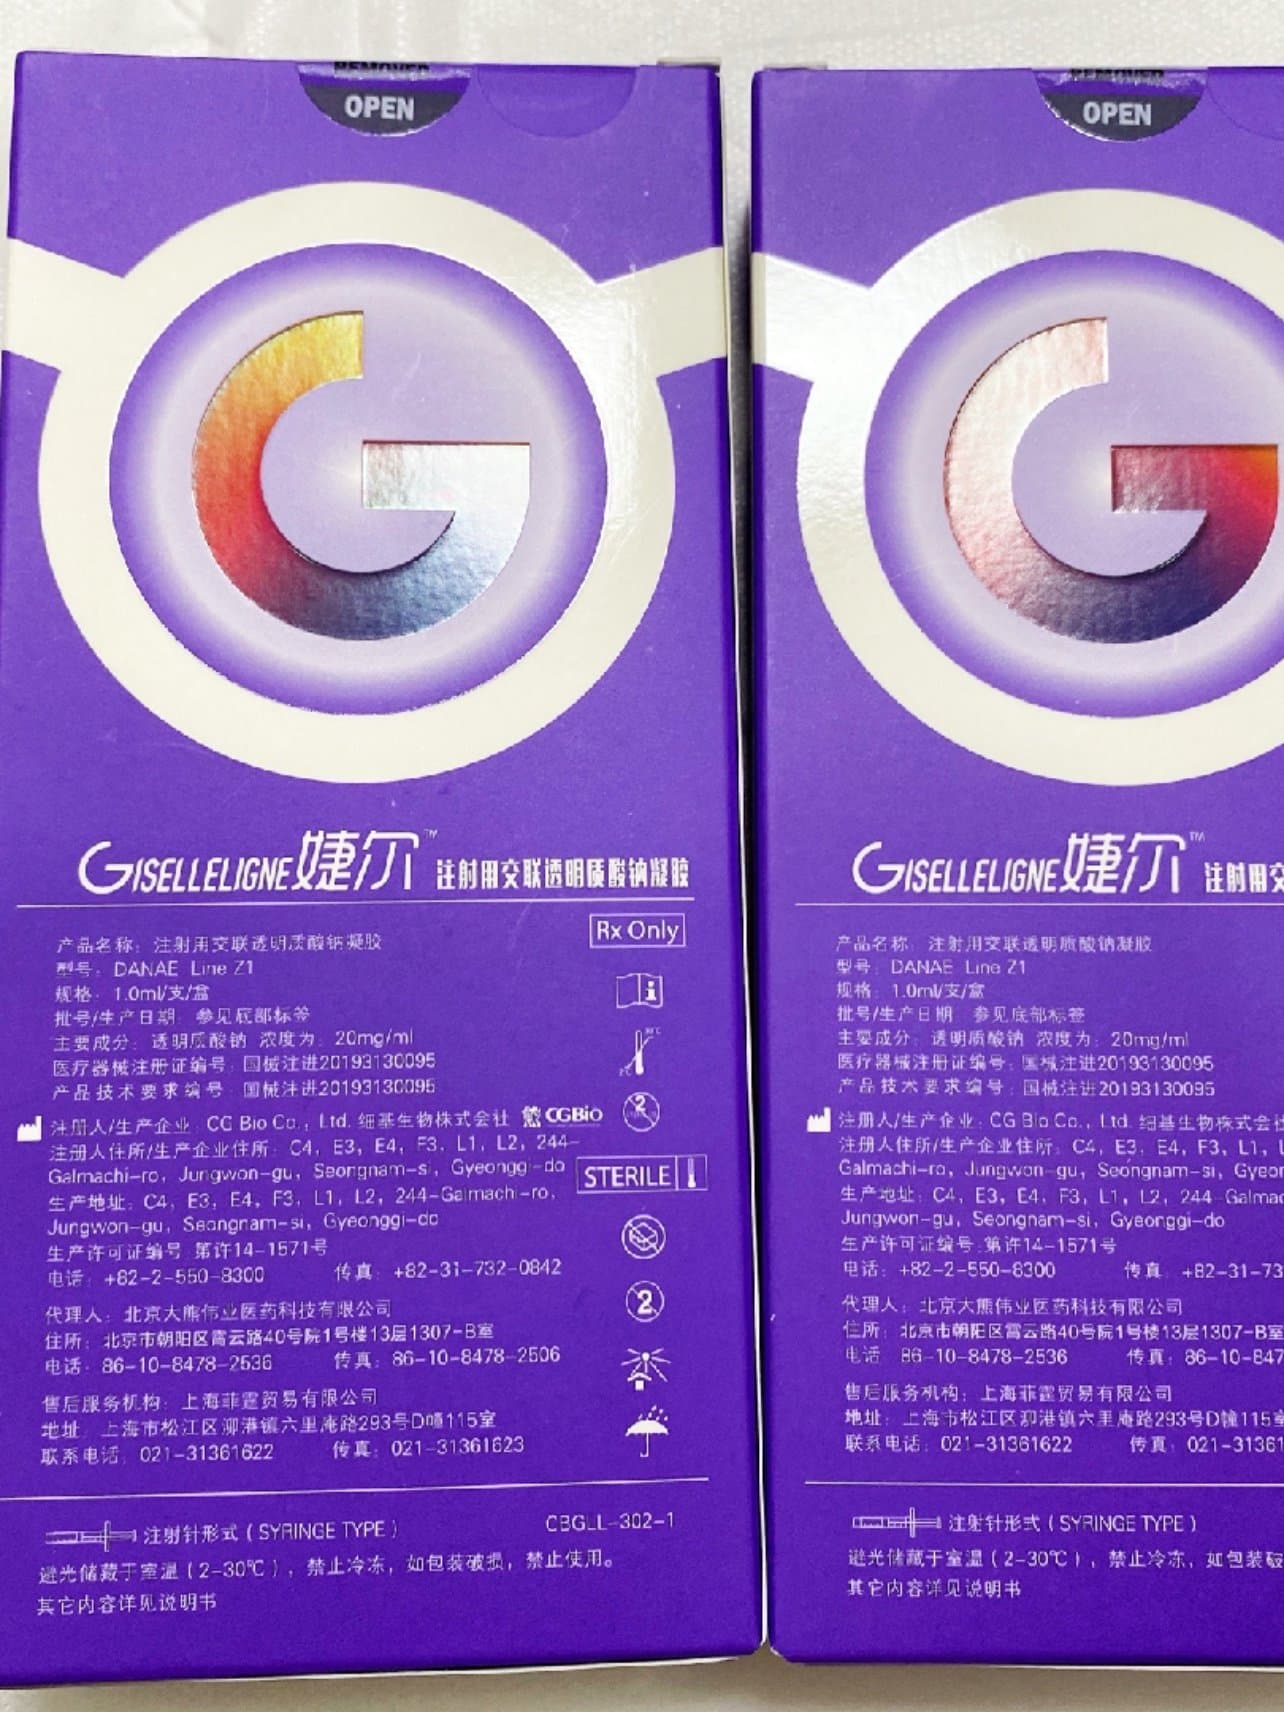 OPEN
GISELLELIGNE婕尔™ 注射用交联透明质酸钠凝胶
Rx Only
产品名称：注射用交联透明质酸钠凝胶
型号：DANAE Line Z1
规格：1.0ml/支/盒
批号/生产日期：参见底部标签
主要成分：透明质酸钠 浓度为：20mg/ml
医疗器械注册证编号：国械注进20193130095
产品技术要求编号：国械注进20193130095
注册人/生产企业：CG Bio Co., Ltd. 细基生物株式会社 CGBIO
注册人住所/生产企业住所：C4, E3, E4, F3, L1, L2, 244-
Galmachi-ro, Jungwon-gu, Seongnam-si, Gyeonggi-do
STERILE
生产地址：C4, E3, E4, F3, L1, L2, 244-Galmachi-ro,
Jungwon-gu, Seongnam-si, Gyeonggi-do
生产许可证编号：第许14-1571号
电话：+82-2-550-8300 传真：+82-31-732-0842
代理人：北京大熊伟业医药科技有限公司
住所：北京市朝阳区霄云路40号院1号楼13层1307-B室
电话：86-10-8478-2536 传真：86-10-8478-2506
售后服务机构：上海菲霆贸易有限公司
地址：上海市松江区泖港镇六里庵路293号D幢115室
联系电话：021-31361622 传真：021-31361623
注射针形式（SYRINGE TYPE） CBGLL-302-1
避光储藏于室温（2-30℃），禁止冷冻，如包装破损，禁止使用。
其它内容详见说明书
OPEN
GISELLELIGNE婕尔™ 注射用交
产品名称：注射用交联透明质酸钠凝胶
型号：DANAE Line Z1
规格：1.0ml/支/盒
批号/生产日期：参见底部标签
主要成分：透明质酸钠 浓度为：20mg/ml
医疗器械注册证编号：国械注进20193130095
产品技术要求编号：国械注进20193130095
注册人/生产企业：CG Bio Co., Ltd. 细基生物株式会社
注册人住所/生产企业住所：C4, E3, E4, F3, L1,
Galmachi-ro, Jungwon-gu, Seongnam-si, Gyeo
生产地址：C4, E3, E4, F3, L1, L2, 244-Galmac
Jungwon-gu, Seongnam-si, Gyeonggi-do
生产许可证编号：第许14-1571号
电话：+82-2-550-8300 传真：+82-31-73
代理人：北京大熊伟业医药科技有限公司
住所：北京市朝阳区霄云路40号院1号楼13层1307-B室
电话：86-10-8478-2536 传真：86-10-847
售后服务机构：上海菲霆贸易有限公司
地址：上海市松江区泖港镇六里庵路293号D幢115室
联系电话：021-31361622 传真：021-3136
注射针形式（SYRINGE TYPE）
避光储藏于室温（2-30℃），禁止冷冻，如包装破
其它内容详见说明书